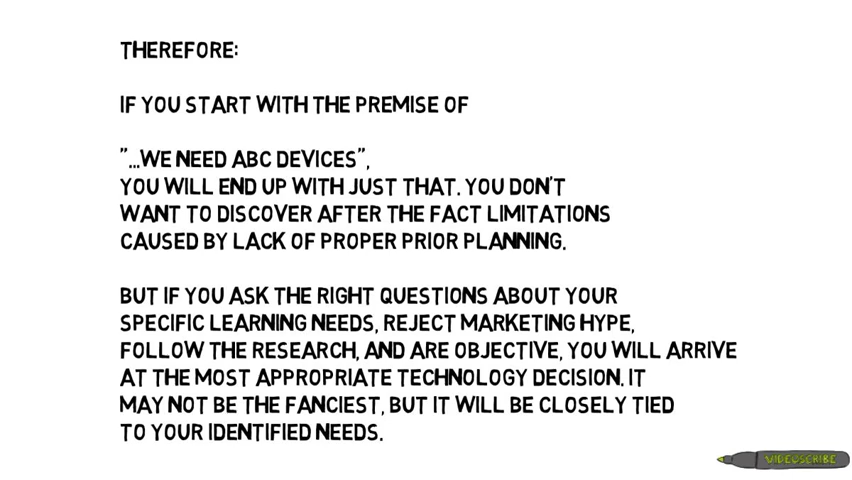 THEREFORE:
IF YOU START WITH THE PREMISE OF
"...WE NEED ABC DEVICES",
YOU WILL END UP WITH JUST THAT. YOU DON'T
WANT TO DISCOVER AFTER THE FACT LIMITATIONS
CAUSED BY LACK OF PROPER PRIOR PLANNING.
BUT IF YOU ASK THE RIGHT QUESTIONS ABOUT YOUR
SPECIFIC LEARNING NEEDS, REJECT MARKETING HYPE,
FOLLOW THE RESEARCH, AND ARE OBJECTIVE, YOU WILL ARRIVE
AT THE MOST APPROPRIATE TECHNOLOGY DECISION. IT
MAY NOT BE THE FANCIEST, BUT IT WILL BE CLOSELY TIED
TO YOUR IDENTIFIED NEEDS.
VIDEOSCRIBE